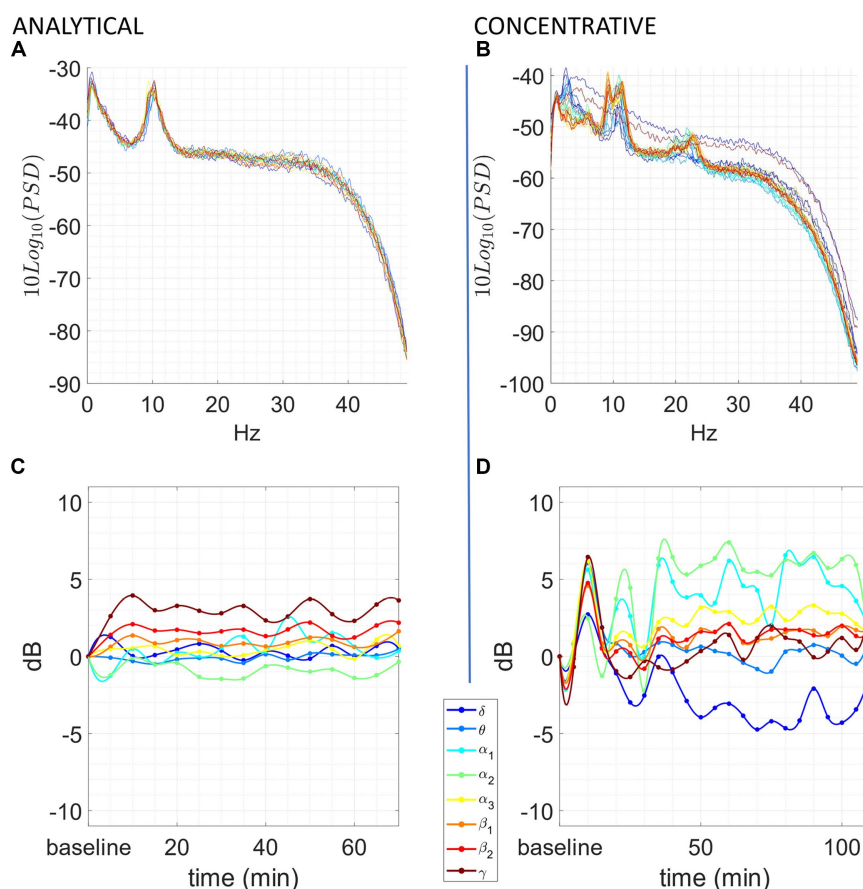 ANALYTICAL
CONCENTRATIVE
A
-30
-40
-50
-60
-70
-80
-90
10Log10(PSD)
0 10 20 30 40
Hz
B
-40
-50
-60
-70
-80
-90
-100
10Log10(PSD)
0 10 20 30 40
Hz
C
10
5
0
-5
-10
dB
baseline 20 40 60
time (min)
δ
θ
α1
α2
α3
β1
β2
γ
D
10
5
0
-5
-10
dB
baseline 50 100
time (min)